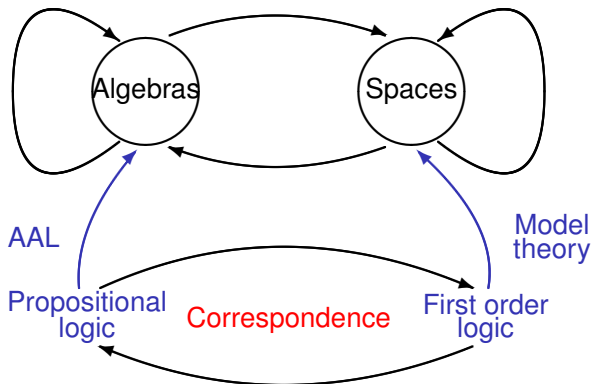 Algebras
Spaces
AAL
Model
theory
Propositional
logic
Correspondence
First order
logic